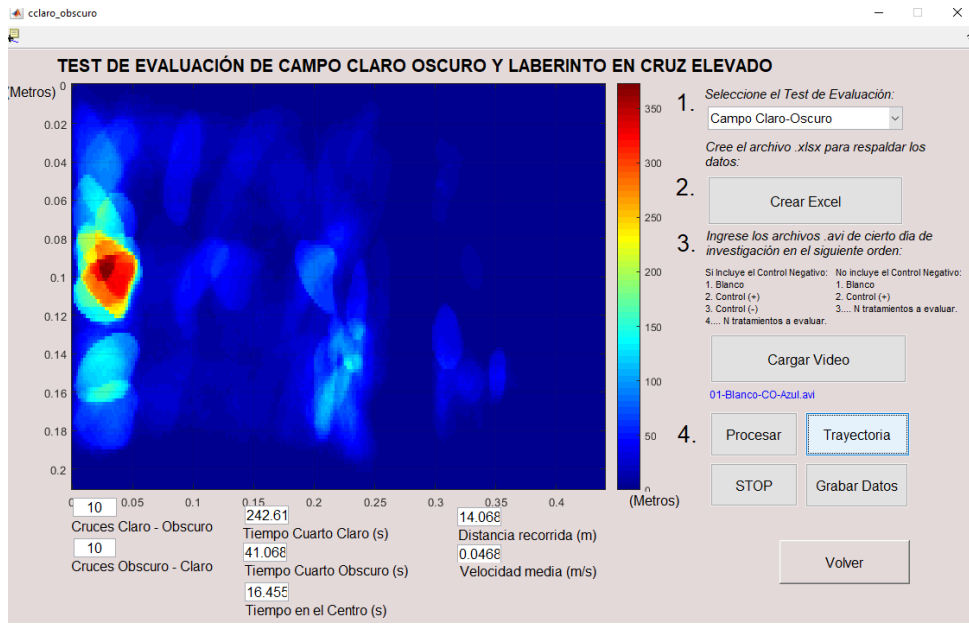 cclaro_obscuro
TEST DE EVALUACIÓN DE CAMPO CLARO OSCURO Y LABERINTO EN CRUZ ELEVADO
(Metros)
0
0.02
0.04
0.06
0.08
0.1
0.12
0.14
0.16
0.18
0.2
0
0.05
0.1
0.15
0.2
0.25
0.3
0.35
0.4
(Metros)
350
300
250
200
150
100
50
0
10
Cruces Claro - Obscuro
10
Cruces Obscuro - Claro
242.61
Tiempo Cuarto Claro (s)
41.068
Tiempo Cuarto Obscuro (s)
16.455
Tiempo en el Centro (s)
14.068
Distancia recorrida (m)
0.0468
Velocidad media (m/s)
1.
Seleccione el Test de Evaluación:
Campo Claro-Oscuro
Cree el archivo .xlsx para respaldar los
datos:
2.
Crear Excel
3.
Ingrese los archivos .avi de cierto día de
investigación en el siguiente orden:
Si Incluye el Control Negativo:
1. Blanco
2. Control (+)
3. Control (-)
4.... N tratamientos a evaluar.
No incluye el Control Negativo:
1. Blanco
2. Control (+)
3.... N tratamientos a evaluar.
Cargar Video
01-Blanco-CO-Azul.avi
4.
Procesar
Trayectoria
STOP
Grabar Datos
Volver